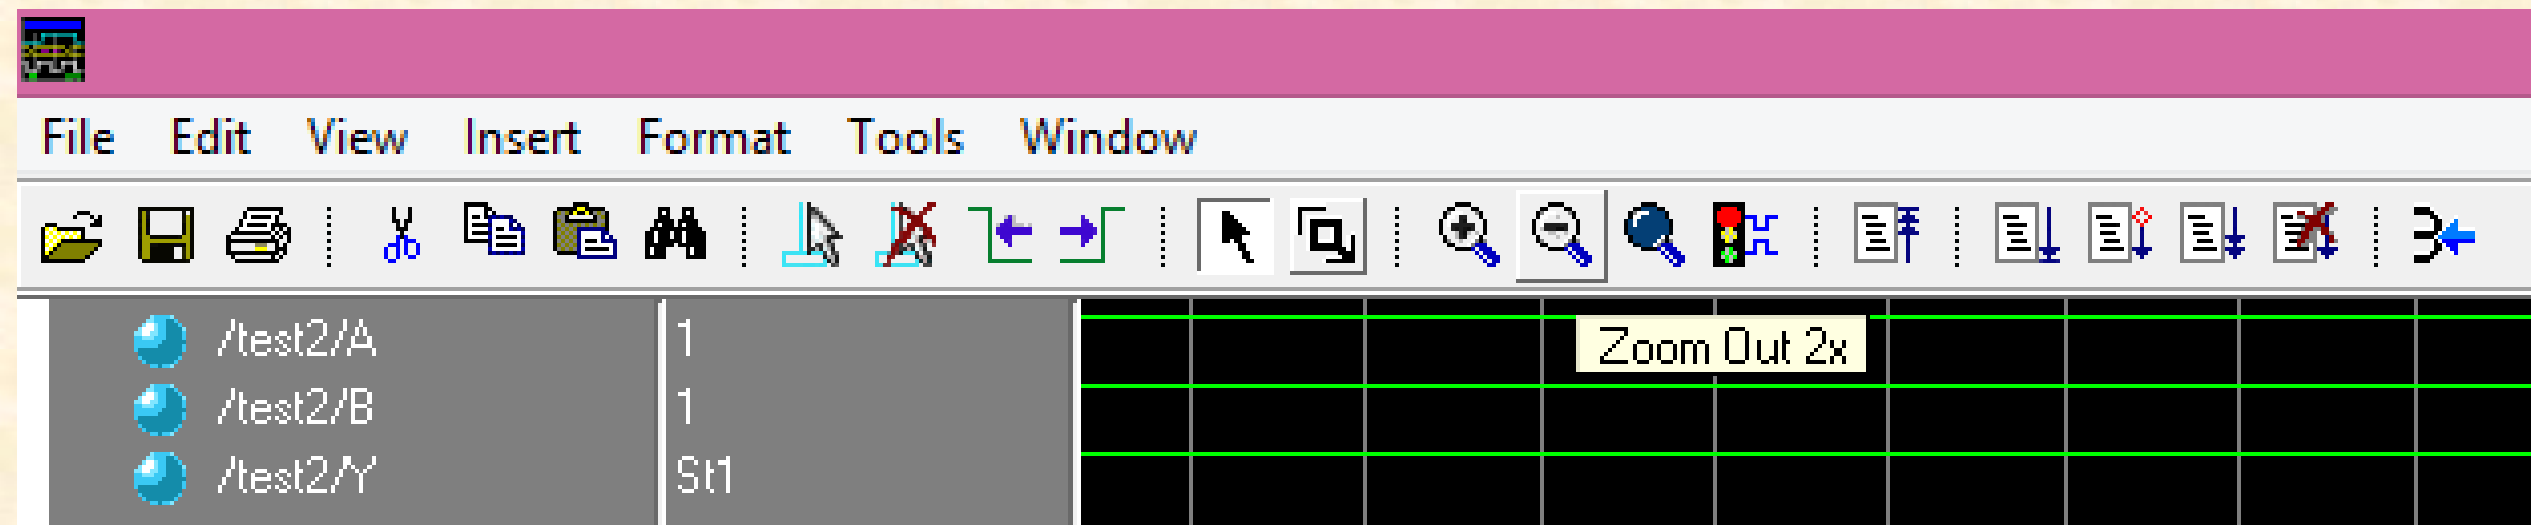 File Edit View Insert Format Tools Window
/test2/A 1
Zoom Out 2x
/test2/B 1
/test2/Y St1